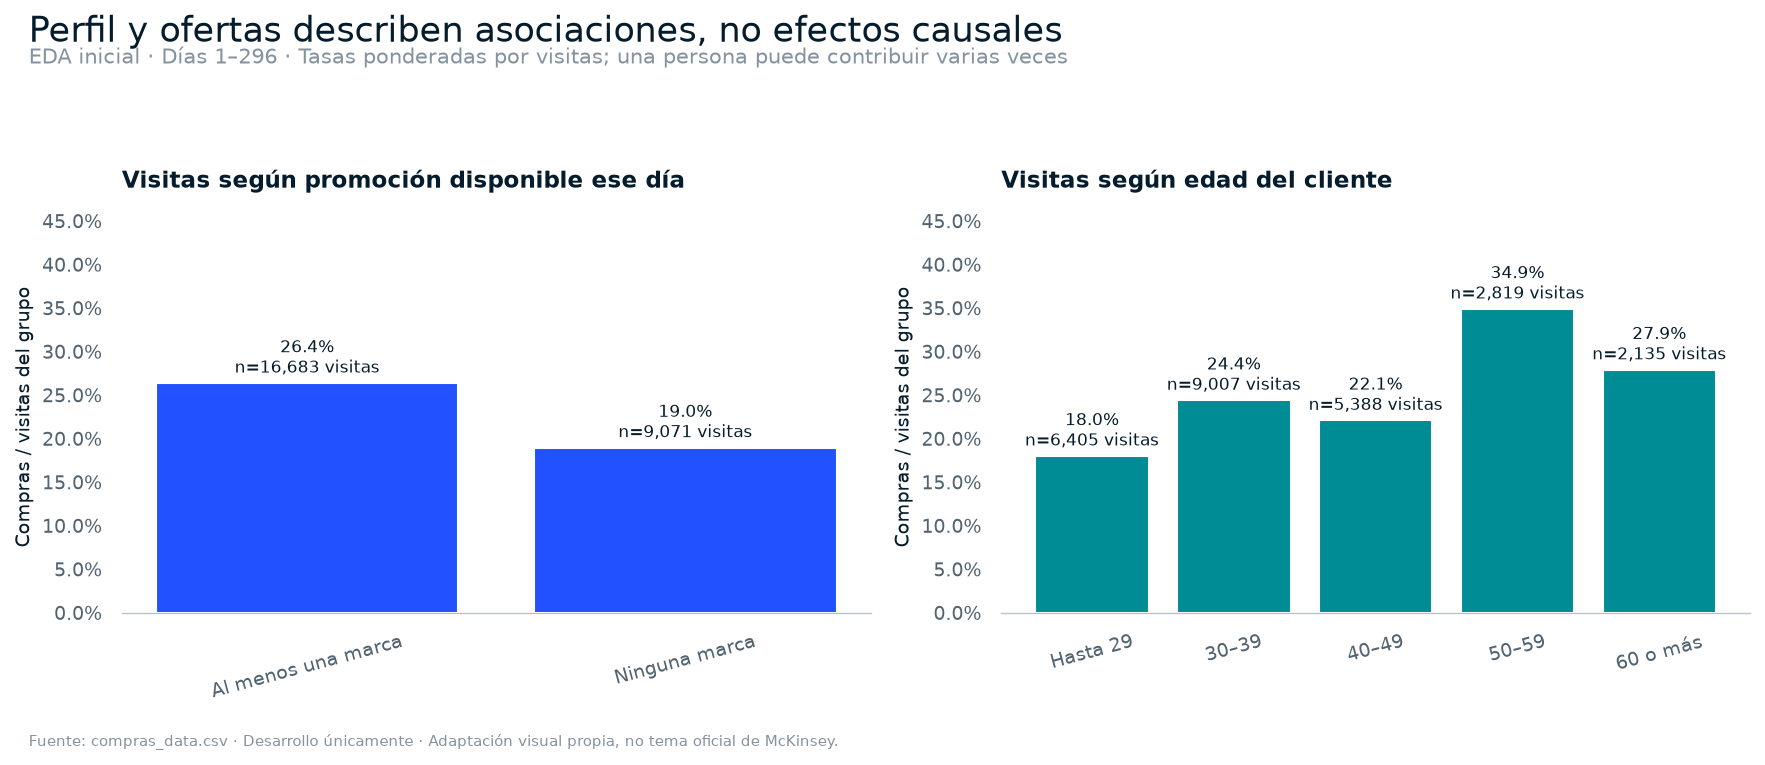 Perfil y ofertas describen asociaciones, no efectos causales
EDA inicial · Días 1–296 · Tasas ponderadas por visitas; una persona puede contribuir varias veces
Visitas según promoción disponible ese día
Compras / visitas del grupo
45.0%
40.0%
35.0%
30.0%
25.0%
20.0%
15.0%
10.0%
5.0%
0.0%
26.4%
n=16,683 visitas
19.0%
n=9,071 visitas
Al menos una marca
Ninguna marca
Visitas según edad del cliente
Compras / visitas del grupo
45.0%
40.0%
35.0%
30.0%
25.0%
20.0%
15.0%
10.0%
5.0%
0.0%
18.0%
n=6,405 visitas
24.4%
n=9,007 visitas
22.1%
n=5,388 visitas
34.9%
n=2,819 visitas
27.9%
n=2,135 visitas
Hasta 29
30–39
40–49
50–59
60 o más
Fuente: compras_data.csv · Desarrollo únicamente · Adaptación visual propia, no tema oficial de McKinsey.